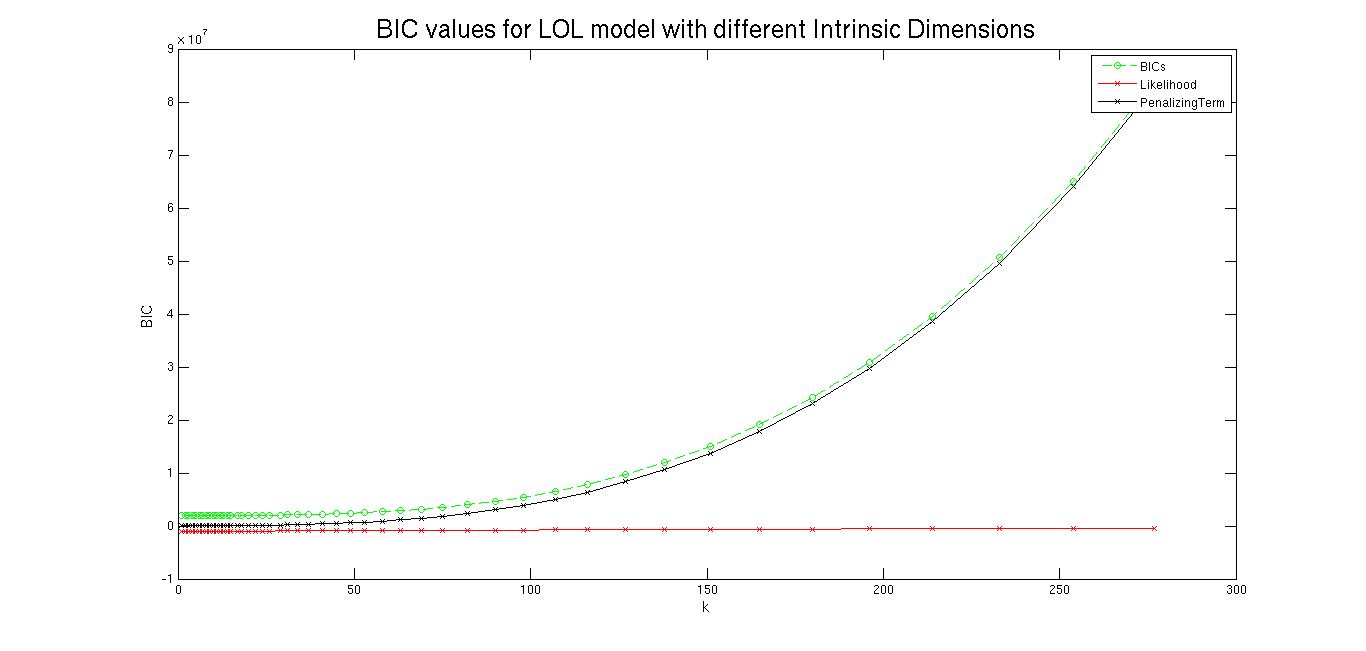 BIC values for LOL model with different Intrinsic Dimensions
×10^7
9
8
7
6
5
4
3
2
1
0
-1
BIC
0 50 100 150 200 250 300
k
BICs
Likelihood
PenalizingTerm